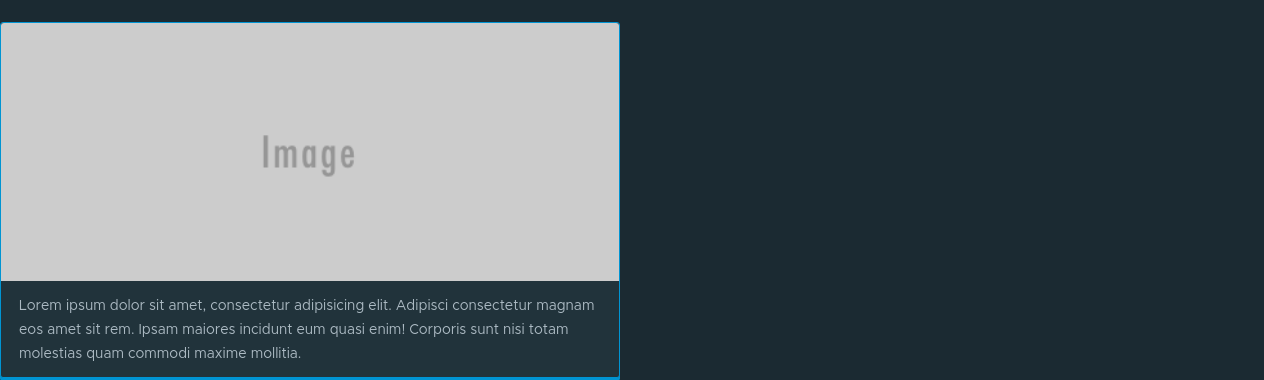 Image
Lorem ipsum dolor sit amet, consectetur adipisicing elit. Adipisci consectetur magnam
eos amet sit rem. Ipsam maiores incidunt eum quasi enim! Corporis sunt nisi totam
molestias quam commodi maxime mollitia.